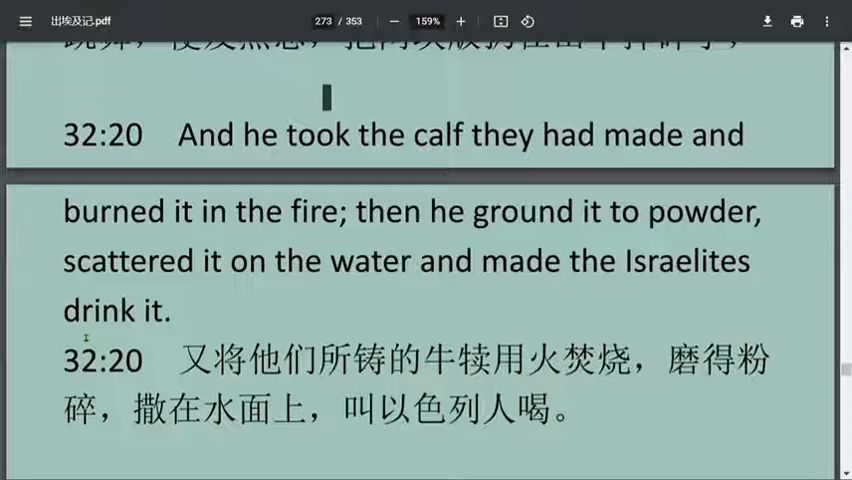 出埃及记.pdf
273 / 353
159%
32:20 And he took the calf they had made and
burned it in the fire; then he ground it to powder,
scattered it on the water and made the Israelites
drink it.
32:20 又将他们所铸的牛犊用火焚烧，磨得粉
碎，撒在水面上，叫以色列人喝。